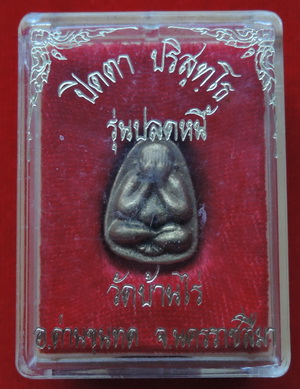 ปิดตา ปริสุทฺโธ
รุ่นปลดหนี้
วัดบ้านไร่
อ.ด่านขุนทด จ.นครราชสีมา